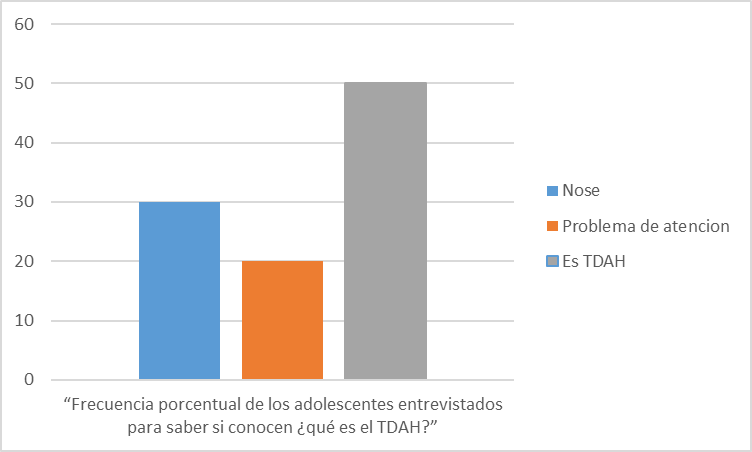 60
50
40
30
20
10
0
Nose
Problema de atencion
Es TDAH
“Frecuencia porcentual de los adolescentes entrevistados
para saber si conocen ¿qué es el TDAH?”